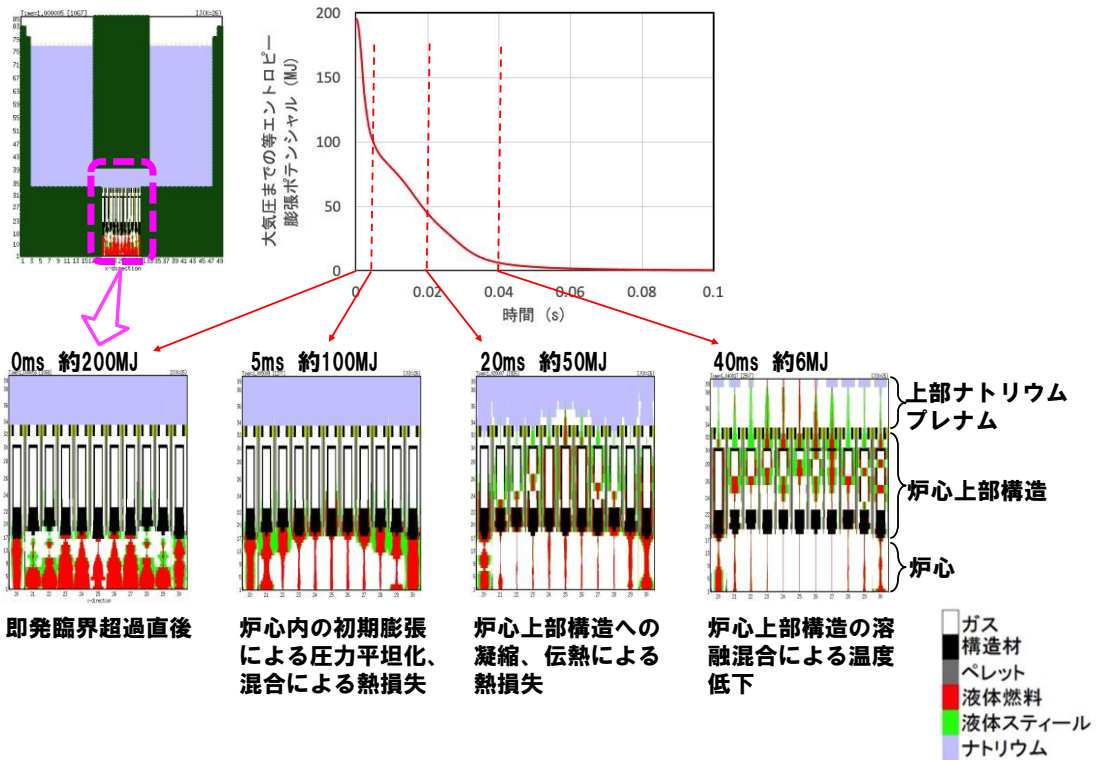 Time=1.000005 [1067]
200
150
100
50
0
大気圧までの等エントロピー
膨張ポテンシャル (MJ)
0 0.02 0.04 0.06 0.08 0.1
時間 (s)
x-direction
0ms 約200MJ
5ms 約100MJ
20ms 約50MJ
40ms 約6MJ
上部ナトリウム
プレナム
炉心上部構造
炉心
即発臨界超過直後
炉心内の初期膨張
による圧力平坦化、
混合による熱損失
炉心上部構造への
凝縮、伝熱による
熱損失
炉心上部構造の溶
融混合による温度
低下
ガス
構造材
ペレット
液体燃料
液体スティール
ナトリウム